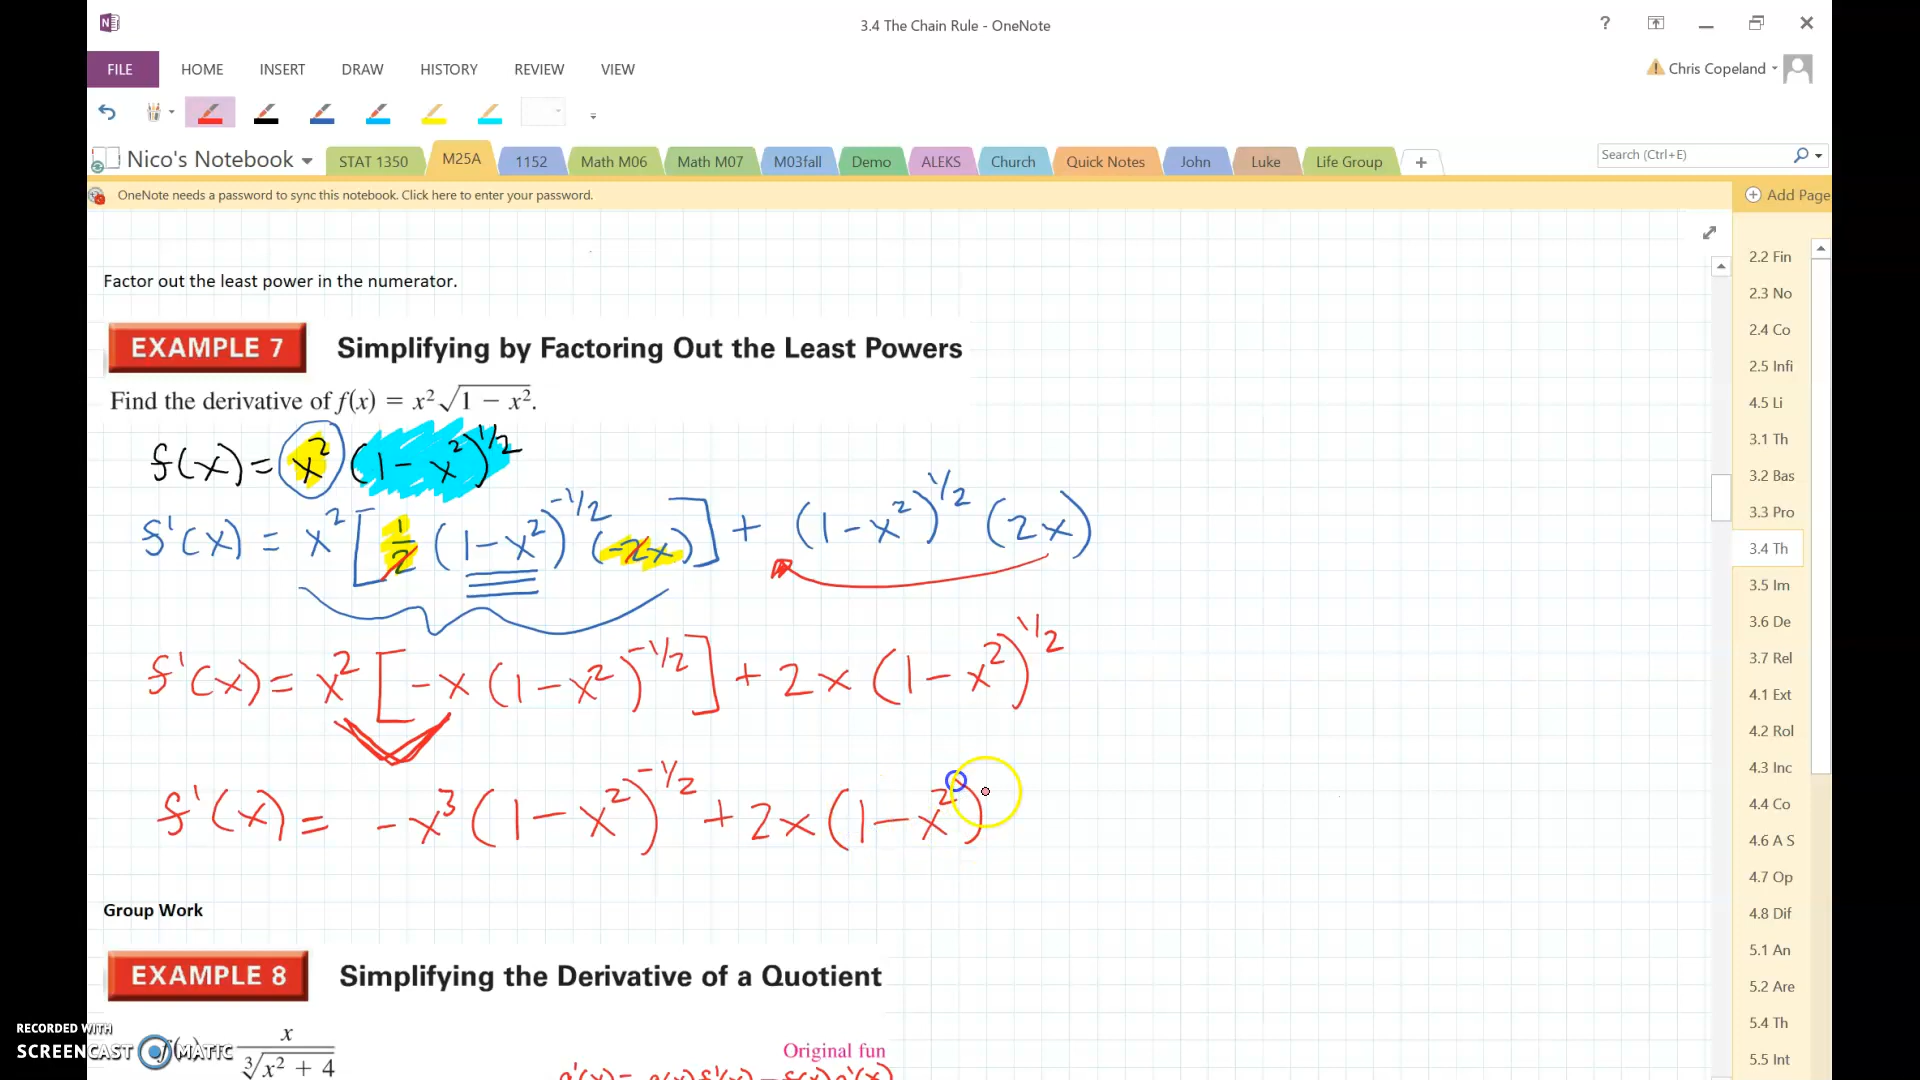 3.4 The Chain Rule - OneNote
?
FILE HOME INSERT DRAW HISTORY REVIEW VIEW
Chris Copeland
Nico's Notebook STAT 1350 M25A 1152 Math M06 Math M07 M03fall Demo ALEKS Church Quick Notes John Luke Life Group +
Search (Ctrl+E)
OneNote needs a password to sync this notebook. Click here to enter your password.
Add Page
2.2 Fin
2.3 No
2.4 Co
2.5 Infi
4.5 Li
3.1 Th
3.2 Bas
3.3 Pro
3.4 Th
3.5 Im
3.6 De
3.7 Rel
4.1 Ext
4.2 Rol
4.3 Inc
4.4 Co
4.6 A S
4.7 Op
4.8 Dif
5.1 An
5.2 Are
5.4 Th
5.5 Int
Factor out the least power in the numerator.
EXAMPLE 7 Simplifying by Factoring Out the Least Powers
Find the derivative of f(x) = x² √(1 − x²).
f(x) = x² (1 − x²)^1/2
f'(x) = x² [ 1/2 (1 − x²)^-1/2 (-2x) ] + (1 − x²)^1/2 (2x)
f'(x) = x² [ -x (1 − x²)^-1/2 ] + 2x (1 − x²)^1/2
f'(x) = -x³ (1 − x²)^-1/2 + 2x (1 − x²)
Group Work
EXAMPLE 8 Simplifying the Derivative of a Quotient
x
∛(x² + 4)
Original fun
RECORDED WITH
SCREENCAST MATIC